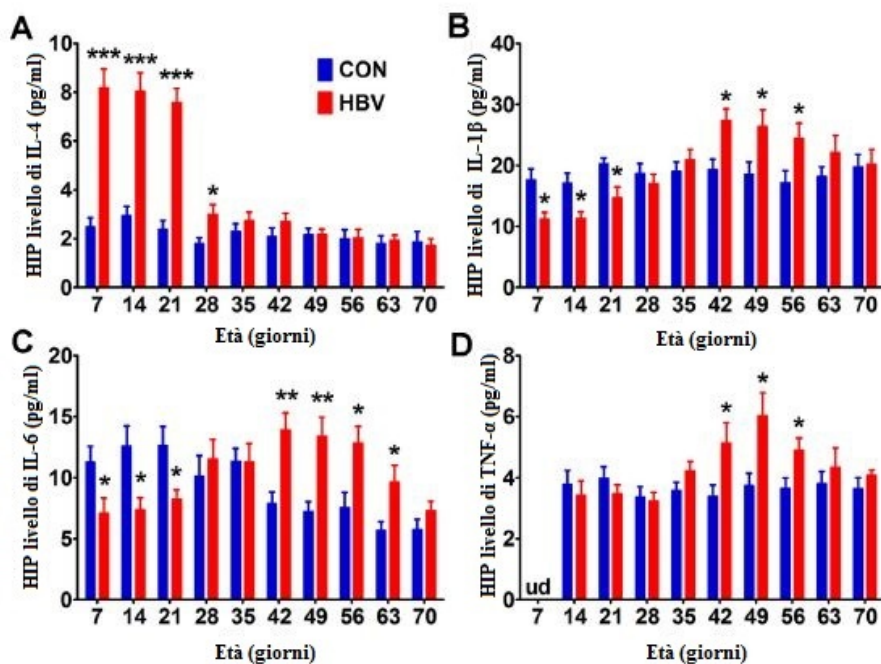 A
HIP livello di IL-4 (pg/ml)
10
8
6
4
2
0
*** *** ***
*
CON
HBV
7 14 21 28 35 42 49 56 63 70
Età (giorni)
B
HIP livello di IL-1β (pg/ml)
40
30
20
10
0
* * * * * *
7 14 21 28 35 42 49 56 63 70
Età (giorni)
C
HIP livello di IL-6 (pg/ml)
20
15
10
5
0
* * * ** ** * *
7 14 21 28 35 42 49 56 63 70
Età (giorni)
D
HIP livello di TNF-α (pg/ml)
8
6
4
2
0
* * *
ud
7 14 21 28 35 42 49 56 63 70
Età (giorni)